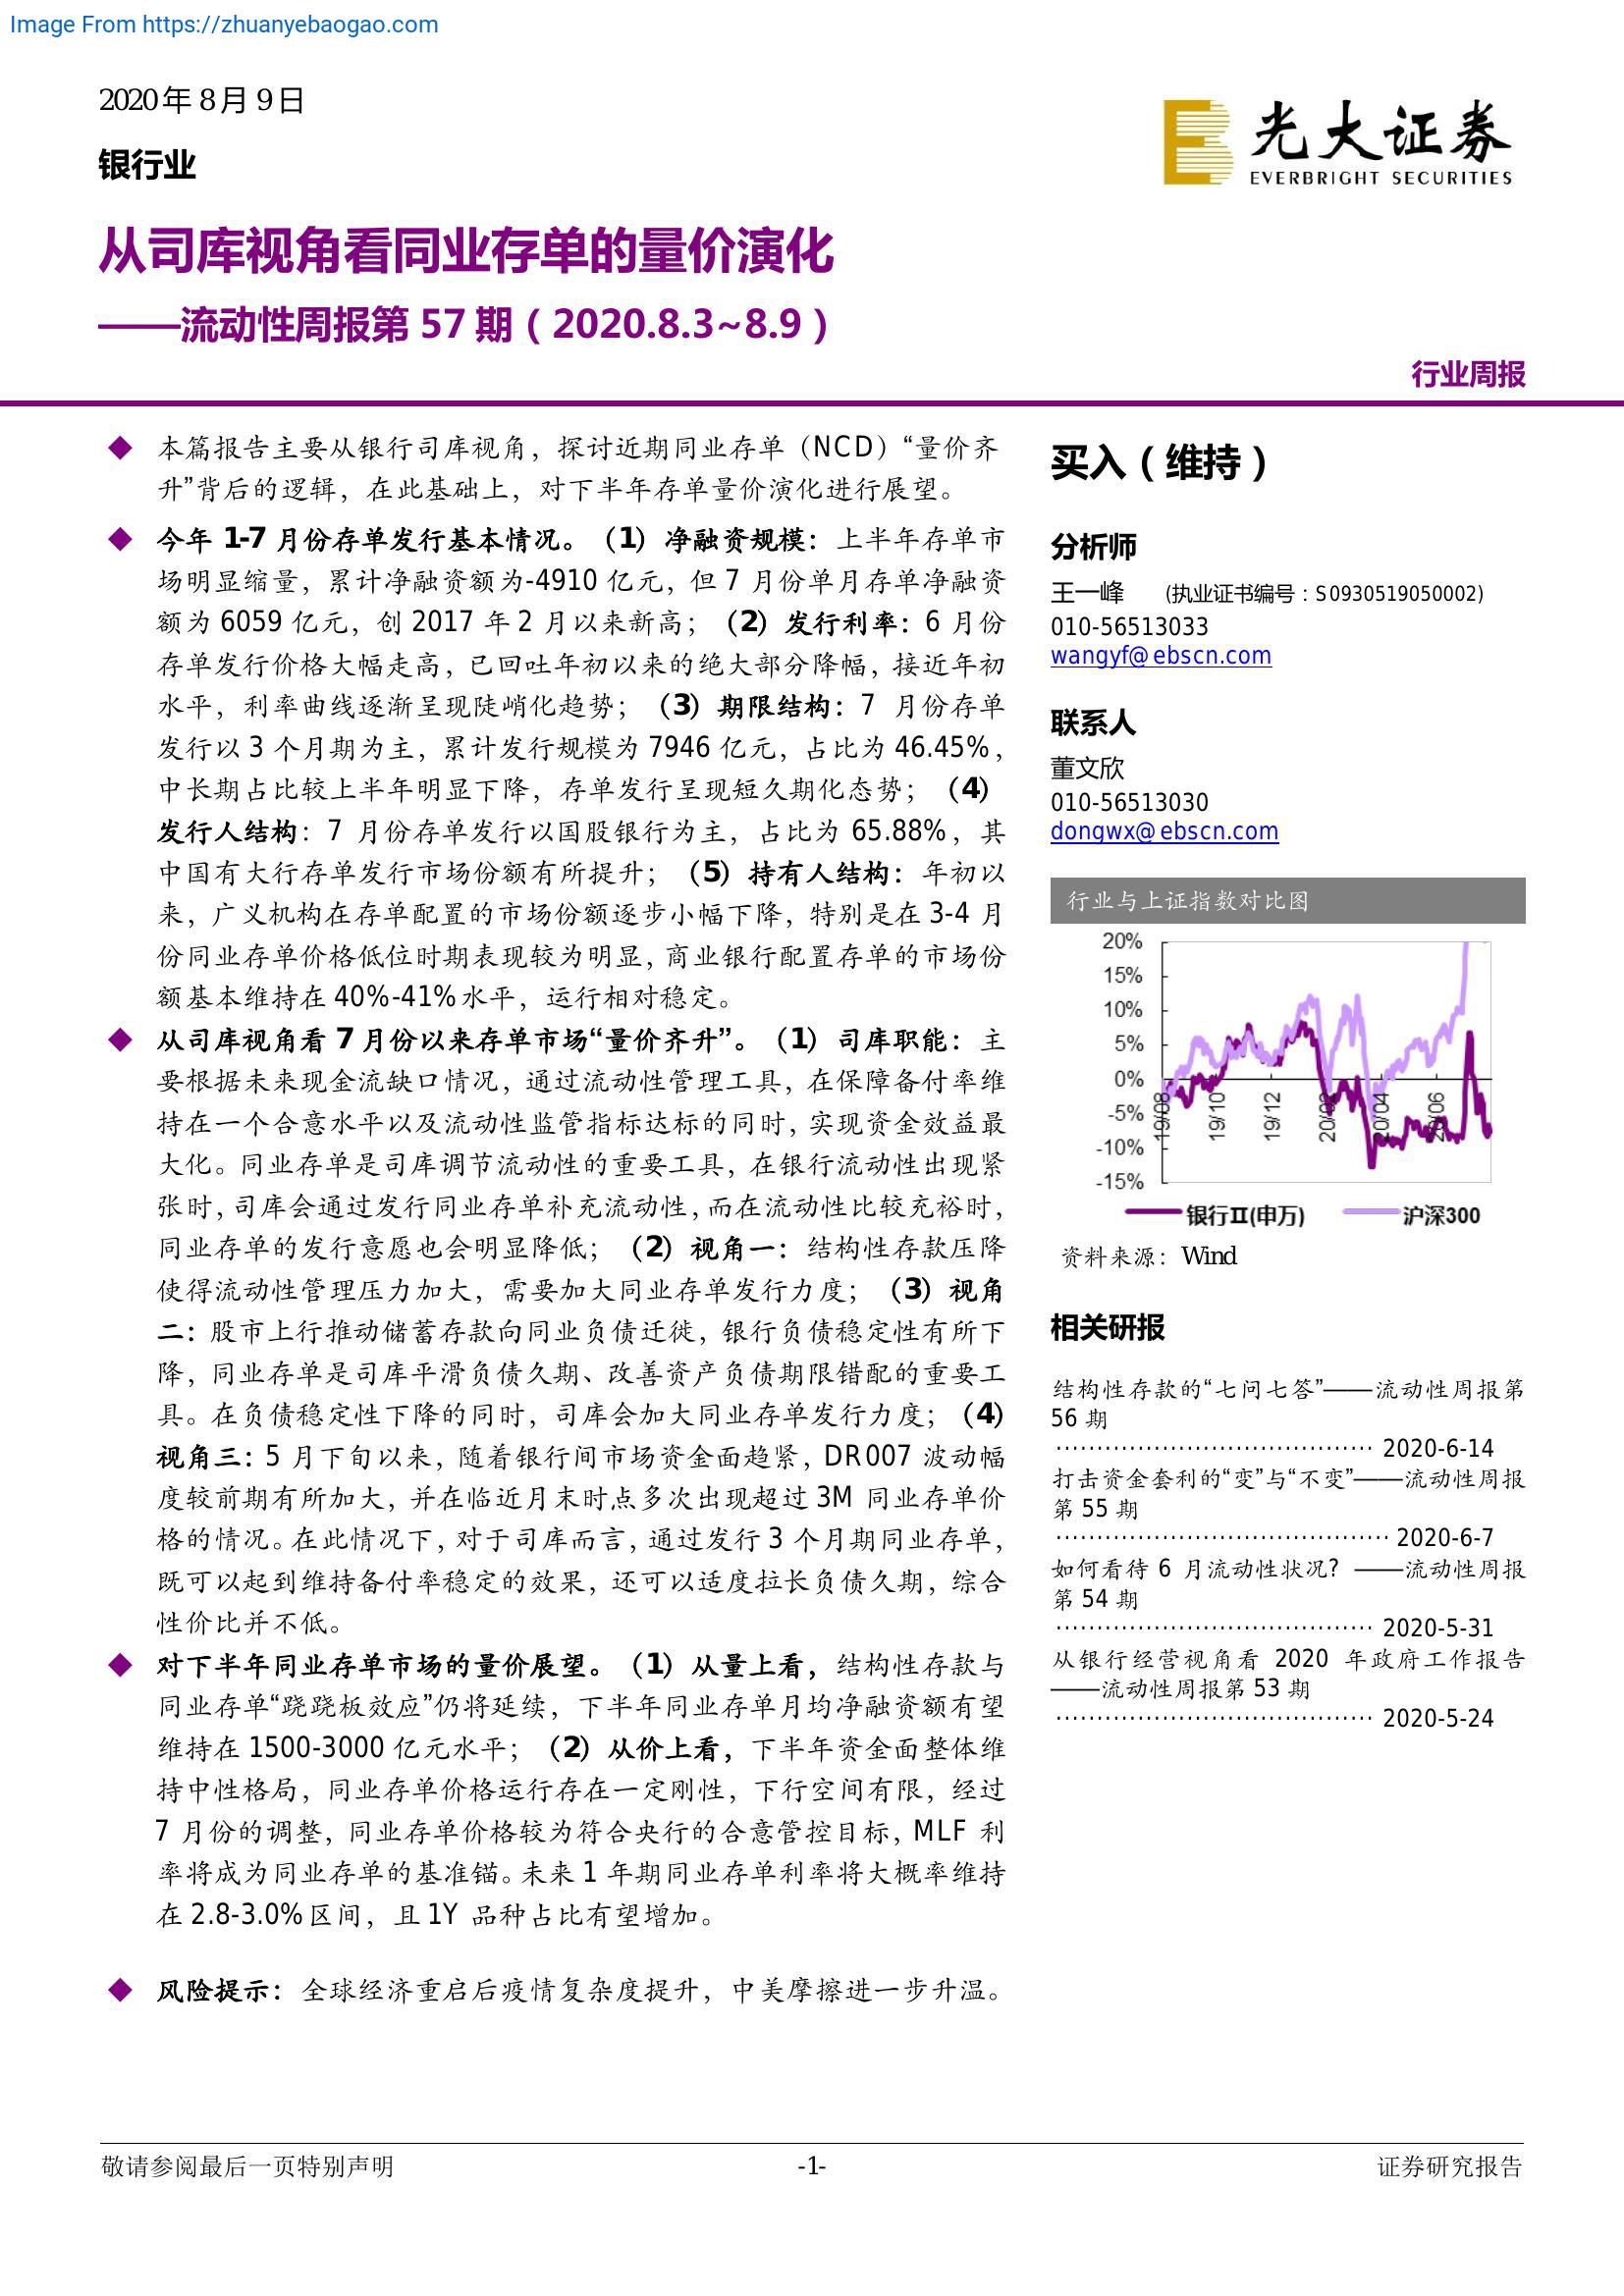 Image From https://zhuanyebaogao.com
2020年8月9日
银行业
光大证券
EVERBRIGHT SECURITIES
从司库视角看同业存单的量价演化
——流动性周报第 57 期（2020.8.3~8.9）
行业周报
◆ 本篇报告主要从银行司库视角，探讨近期同业存单（NCD）“量价齐
升”背后的逻辑，在此基础上，对下半年存单量价演化进行展望。
◆ 今年 1-7 月份存单发行基本情况。（1）净融资规模：上半年存单市
场明显缩量，累计净融资额为-4910 亿元，但 7 月份单月存单净融资
额为 6059 亿元，创 2017 年 2 月以来新高；（2）发行利率：6 月份
存单发行价格大幅走高，已回吐年初以来的绝大部分降幅，接近年初
水平，利率曲线逐渐呈现陡峭化趋势；（3）期限结构：7 月份存单
发行以 3 个月期为主，累计发行规模为 7946 亿元，占比为 46.45%，
中长期占比较上半年明显下降，存单发行呈现短久期化态势；（4）
发行人结构：7 月份存单发行以国股银行为主，占比为 65.88%，其
中国有大行存单发行市场份额有所提升；（5）持有人结构：年初以
来，广义机构在存单配置的市场份额逐步小幅下降，特别是在 3-4 月
份同业存单价格低位时期表现较为明显，商业银行配置存单的市场份
额基本维持在 40%-41%水平，运行相对稳定。
◆ 从司库视角看 7 月份以来存单市场“量价齐升”。（1）司库职能：主
要根据未来现金流缺口情况，通过流动性管理工具，在保障备付率维
持在一个合意水平以及流动性监管指标达标的同时，实现资金效益最
大化。同业存单是司库调节流动性的重要工具，在银行流动性出现紧
张时，司库会通过发行同业存单补充流动性，而在流动性比较充裕时，
同业存单的发行意愿也会明显降低；（2）视角一：结构性存款压降
使得流动性管理压力加大，需要加大同业存单发行力度；（3）视角
二：股市上行推动储蓄存款向同业负债迁徙，银行负债稳定性有所下
降，同业存单是司库平滑负债久期、改善资产负债期限错配的重要工
具。在负债稳定性下降的同时，司库会加大同业存单发行力度；（4）
视角三：5 月下旬以来，随着银行间市场资金面趋紧，DR007 波动幅
度较前期有所加大，并在临近月末时点多次出现超过 3M 同业存单价
格的情况。在此情况下，对于司库而言，通过发行 3 个月期同业存单，
既可以起到维持备付率稳定的效果，还可以适度拉长负债久期，综合
性价比并不低。
◆ 对下半年同业存单市场的量价展望。（1）从量上看，结构性存款与
同业存单“跷跷板效应”仍将延续，下半年同业存单月均净融资额有望
维持在 1500-3000 亿元水平；（2）从价上看，下半年资金面整体维
持中性格局，同业存单价格运行存在一定刚性，下行空间有限，经过
7 月份的调整，同业存单价格较为符合央行的合意管控目标，MLF 利
率将成为同业存单的基准锚。未来 1 年期同业存单利率将大概率维持
在 2.8-3.0%区间，且 1Y 品种占比有望增加。
◆ 风险提示：全球经济重启后疫情复杂度提升，中美摩擦进一步升温。
买入（维持）
分析师
王一峰 (执业证书编号：S0930519050002)
010-56513033
wangyf@ebscn.com
联系人
董文欣
010-56513030
dongwx@ebscn.com
行业与上证指数对比图
20%
15%
10%
5%
0%
-5%
-10%
-15%
19/08 19/10 19/12 20/02 20/04 20/06
银行II(申万) 沪深300
资料来源：Wind
相关研报
结构性存款的“七问七答”——流动性周报第
56 期
······································ 2020-6-14
打击资金套利的“变”与“不变”——流动性周报
第 55 期
········································ 2020-6-7
如何看待 6 月流动性状况？——流动性周报
第 54 期
······································ 2020-5-31
从银行经营视角看 2020 年政府工作报告
——流动性周报第 53 期
······································ 2020-5-24
敬请参阅最后一页特别声明 -1- 证券研究报告